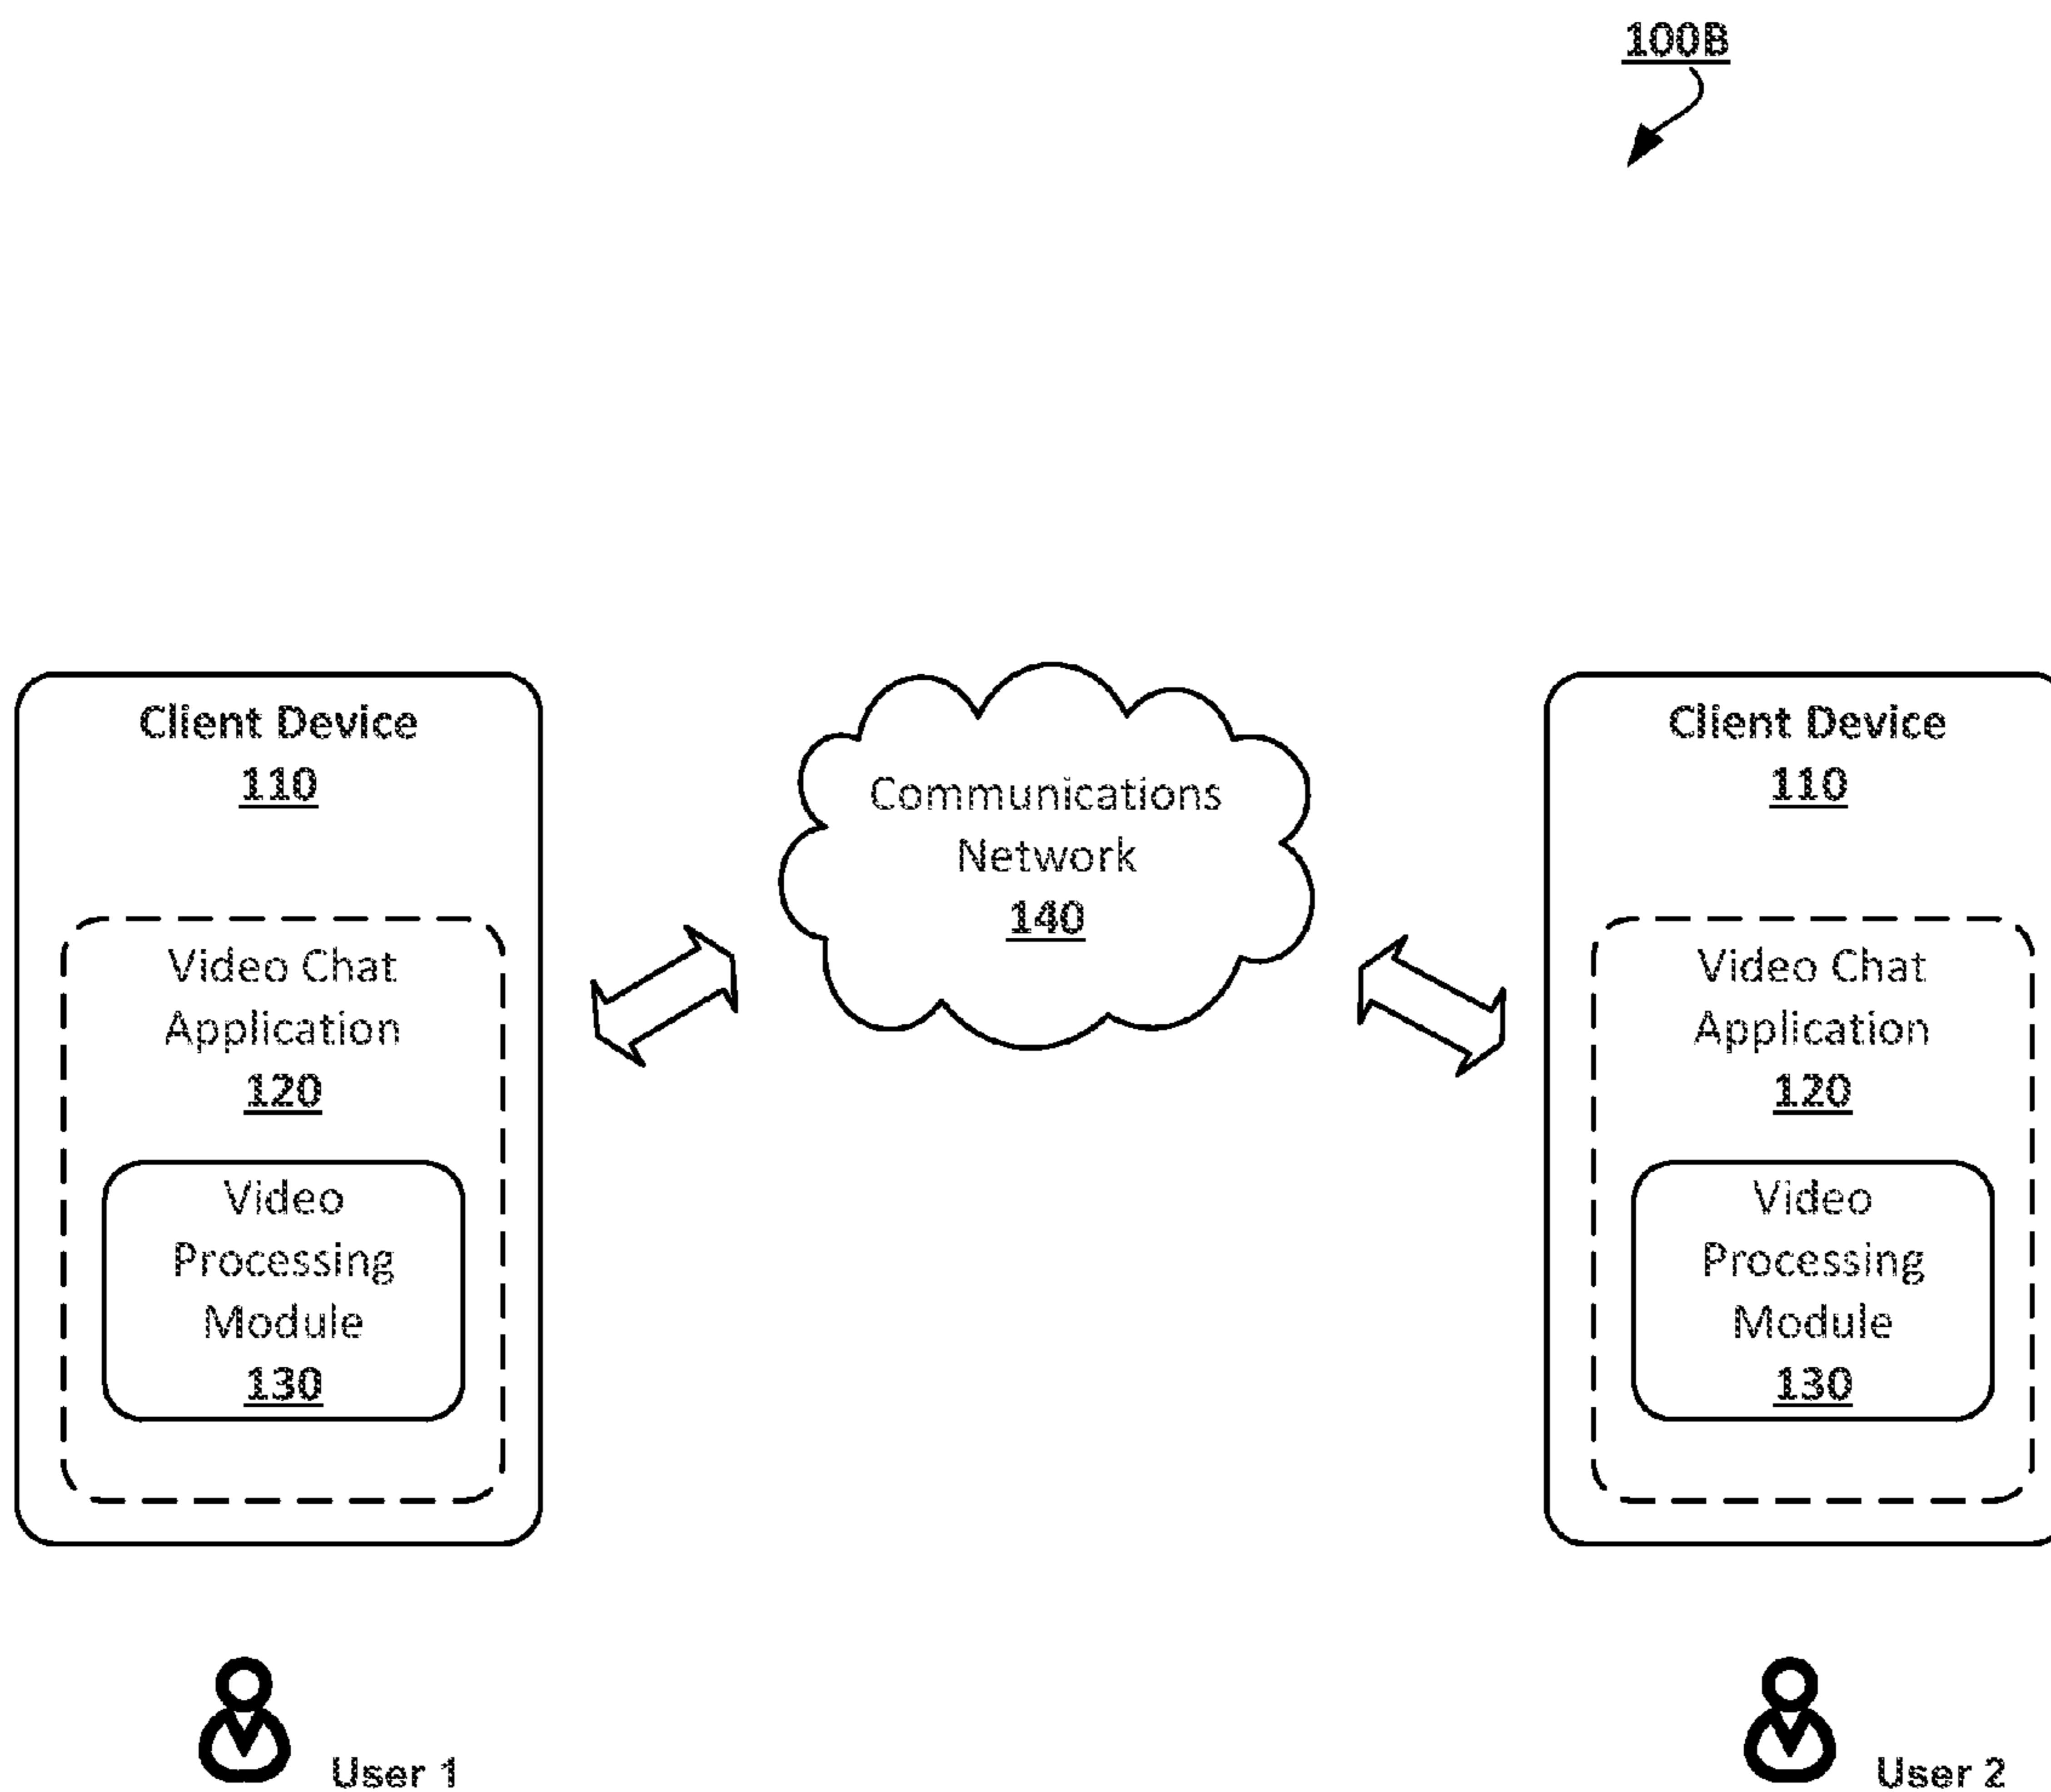 100B
Client Device
110
Video Chat
Application
120
Video
Processing
Module
130
User 1
Communications
Network
140
Client Device
110
Video Chat
Application
120
Video
Processing
Module
130
User 2